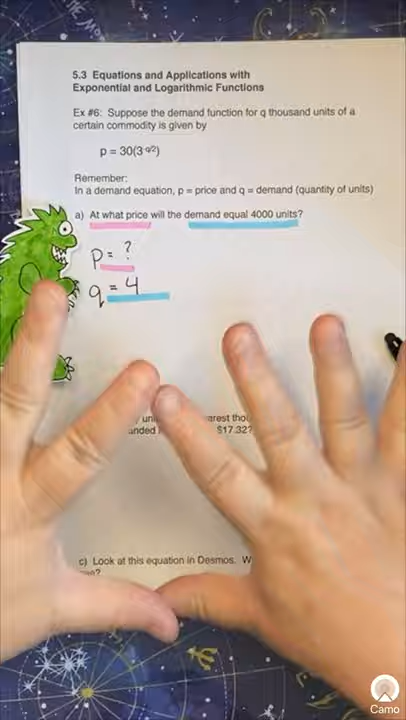 5.3 Equations and Applications with
Exponential and Logarithmic Functions
Ex #6: Suppose the demand function for q thousand units of a
certain commodity is given by
p = 30(3^q/2)
Remember:
In a demand equation, p = price and q = demand (quantity of units)
a) At what price will the demand equal 4000 units?
p = ?
q = 4
$17.32?
c) Look at this equation in Desmos.
Camo